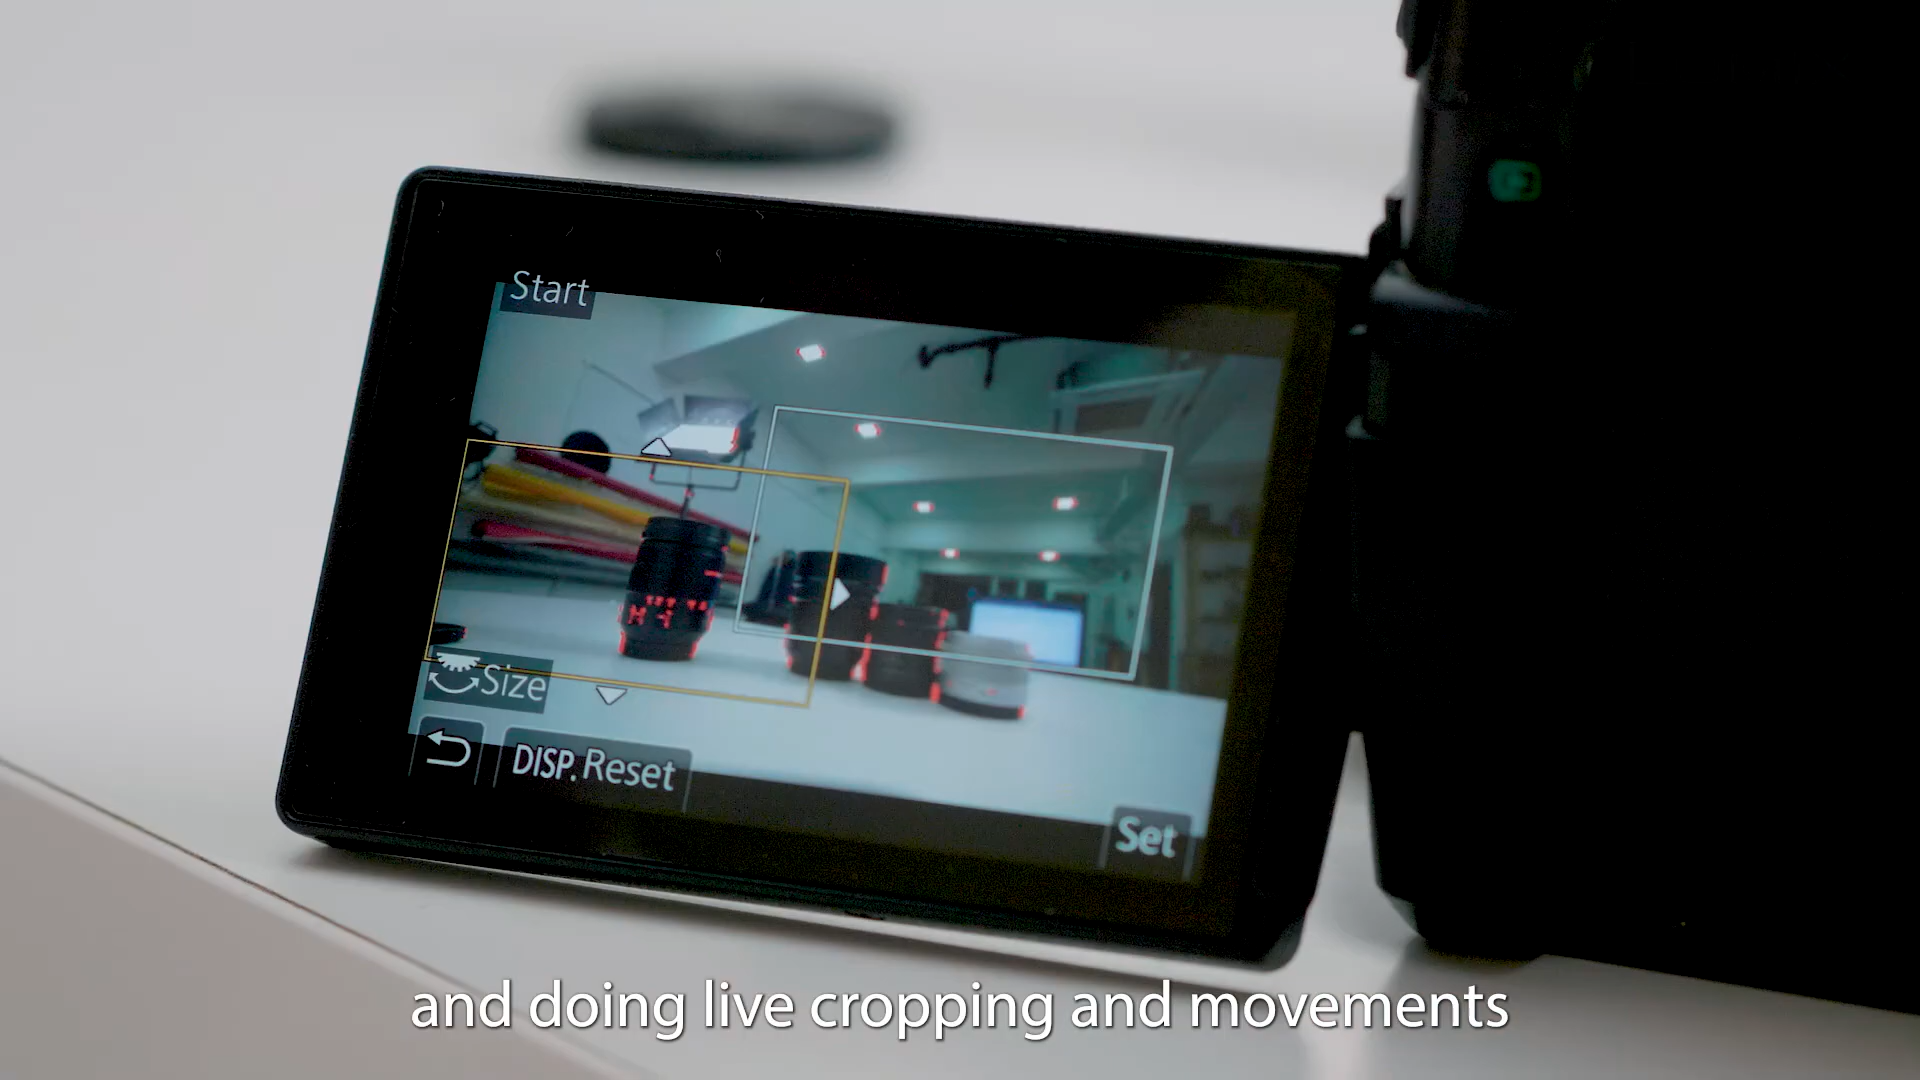 Start
Size
DISP. Reset
Set
and doing live cropping and movements